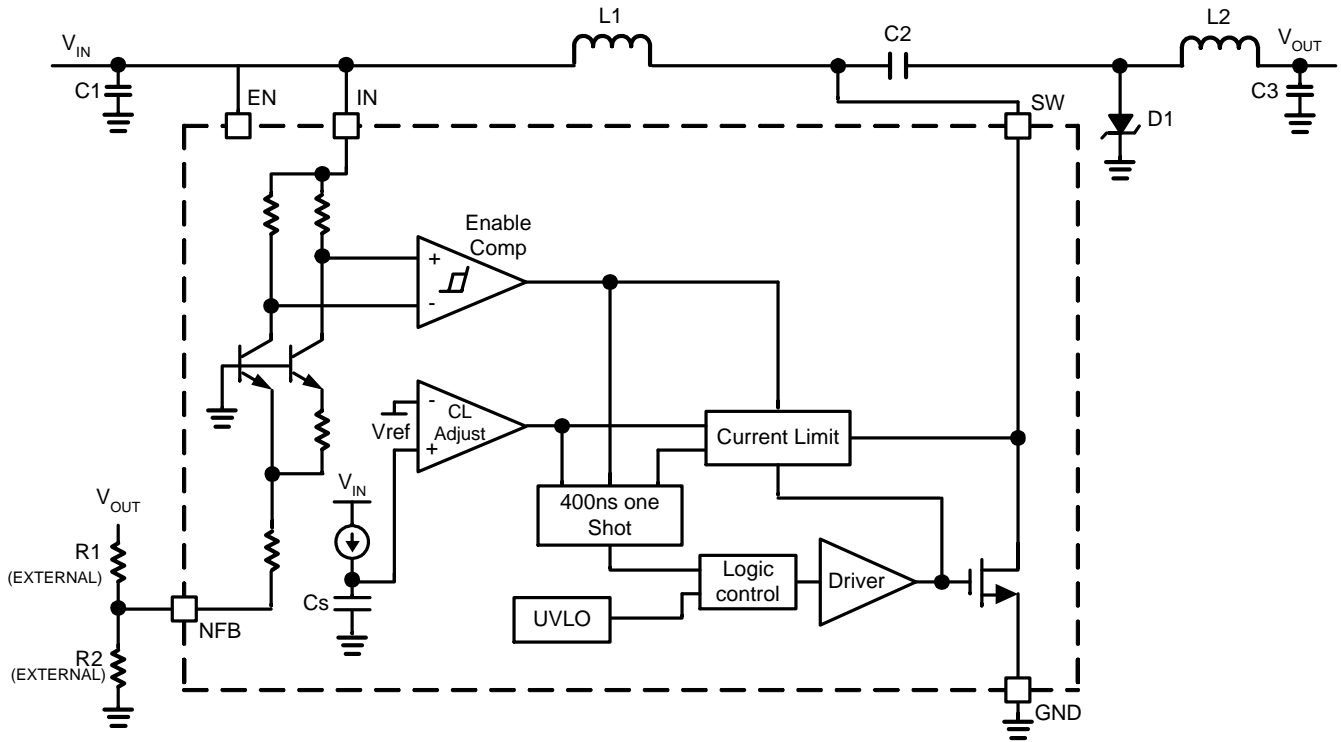 L1
C2
L2
VIN
VOUT
C1
EN
IN
SW
C3
D1
Enable
Comp
+
-
-
CL
Adjust
+
Vref
Current Limit
VIN
VOUT
400ns one
Shot
R1
(EXTERNAL)
Logic
control
Driver
Cs
UVLO
NFB
R2
(EXTERNAL)
GND